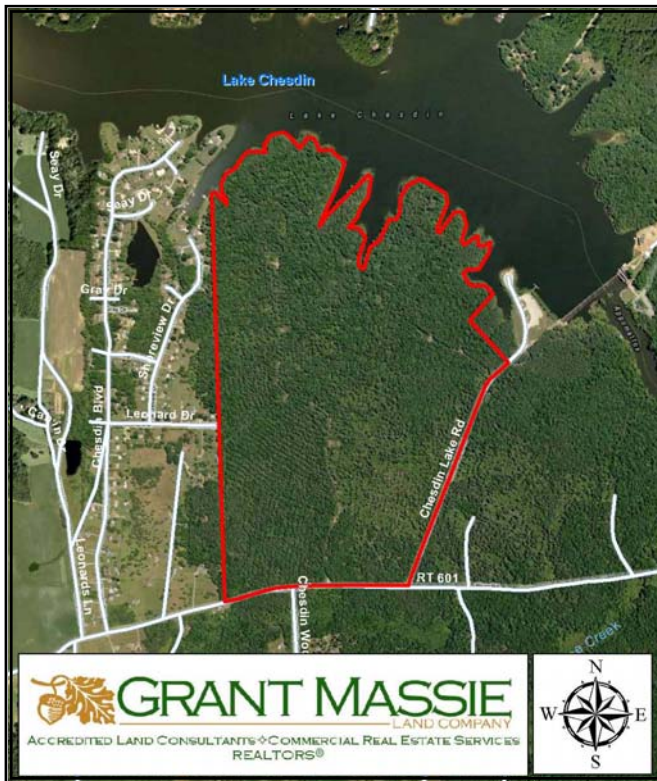 Lake Chesdin
Lake Chesdin
Seay Dr
Seay Dr
Gray Dr
Shoreview Dr
Chesdin Blvd
Leonard Dr
Leonards Ln
Chesdin Lake Rd
RT 601
Creek
GRANT MASSIE
LAND COMPANY
ACCREDITED LAND CONSULTANTS✧COMMERCIAL REAL ESTATE SERVICES
REALTORS®
N
W E
S